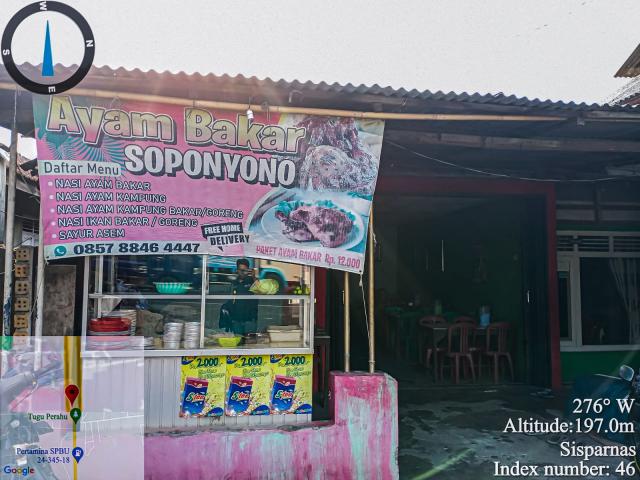 W
N
S
E
Ayam Bakar
SOPONYONO
Daftar Menu
• NASI AYAM BAKAR
• NASI AYAM KAMPUNG
• NASI AYAM KAMPUNG BAKAR/GORENG
• NASI IKAN BAKAR / GORENG
• SAYUR ASEM
0857 8846 4447
FREE HOME
DELIVERY
PAKET AYAM BAKAR Rp. 12.000
2.000
2.000
2.000
Tugu Perahu
Pertamina SPBU
24-345-18
Google
276° W
Altitude:197.0m
Sisparnas
Index number: 46